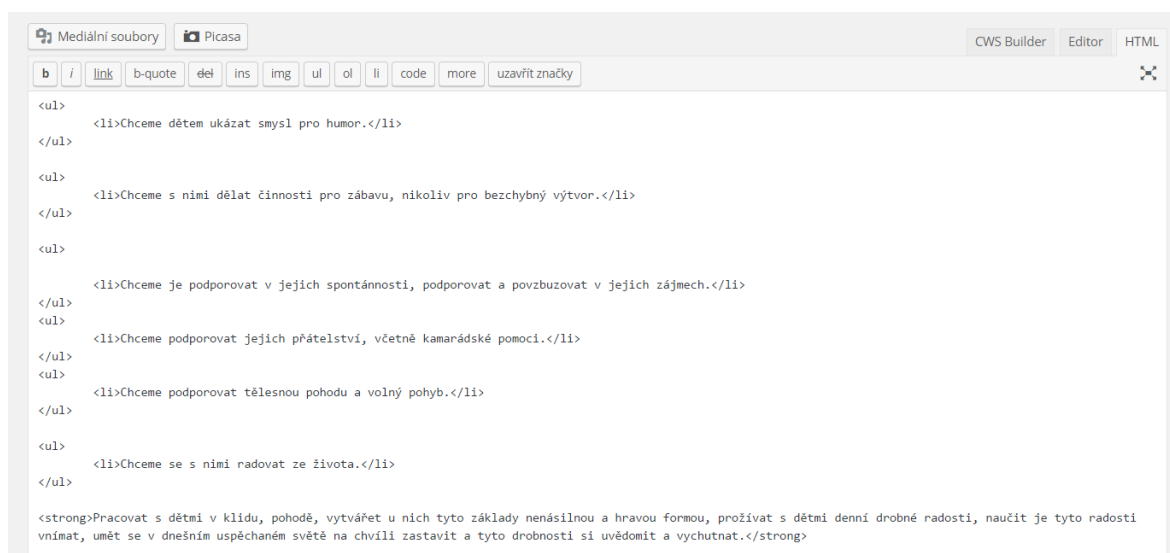 Mediální soubory Picasa CWS Builder Editor HTML
b i link b-quote del ins img ul ol li code more uzavřít značky
<ul>
<li>Chceme dětem ukázat smysl pro humor.</li>
</ul>
<ul>
<li>Chceme s nimi dělat činnosti pro zábavu, nikoliv pro bezchybný výtvor.</li>
</ul>
<ul>
<li>Chceme je podporovat v jejich spontánnosti, podporovat a povzbuzovat v jejich zájmech.</li>
</ul>
<ul>
<li>Chceme podporovat jejich přátelství, včetně kamarádské pomoci.</li>
</ul>
<ul>
<li>Chceme podporovat tělesnou pohodu a volný pohyb.</li>
</ul>
<ul>
<li>Chceme se s nimi radovat ze života.</li>
</ul>
<strong>Pracovat s dětmi v klidu, pohodě, vytvářet u nich tyto základy nenásilnou a hravou formou, prožívat s dětmi denní drobné radosti, naučit je tyto radosti
vnímat, umět se v dnešním uspěchaném světě na chvíli zastavit a tyto drobnosti si uvědomit a vychutnat.</strong>